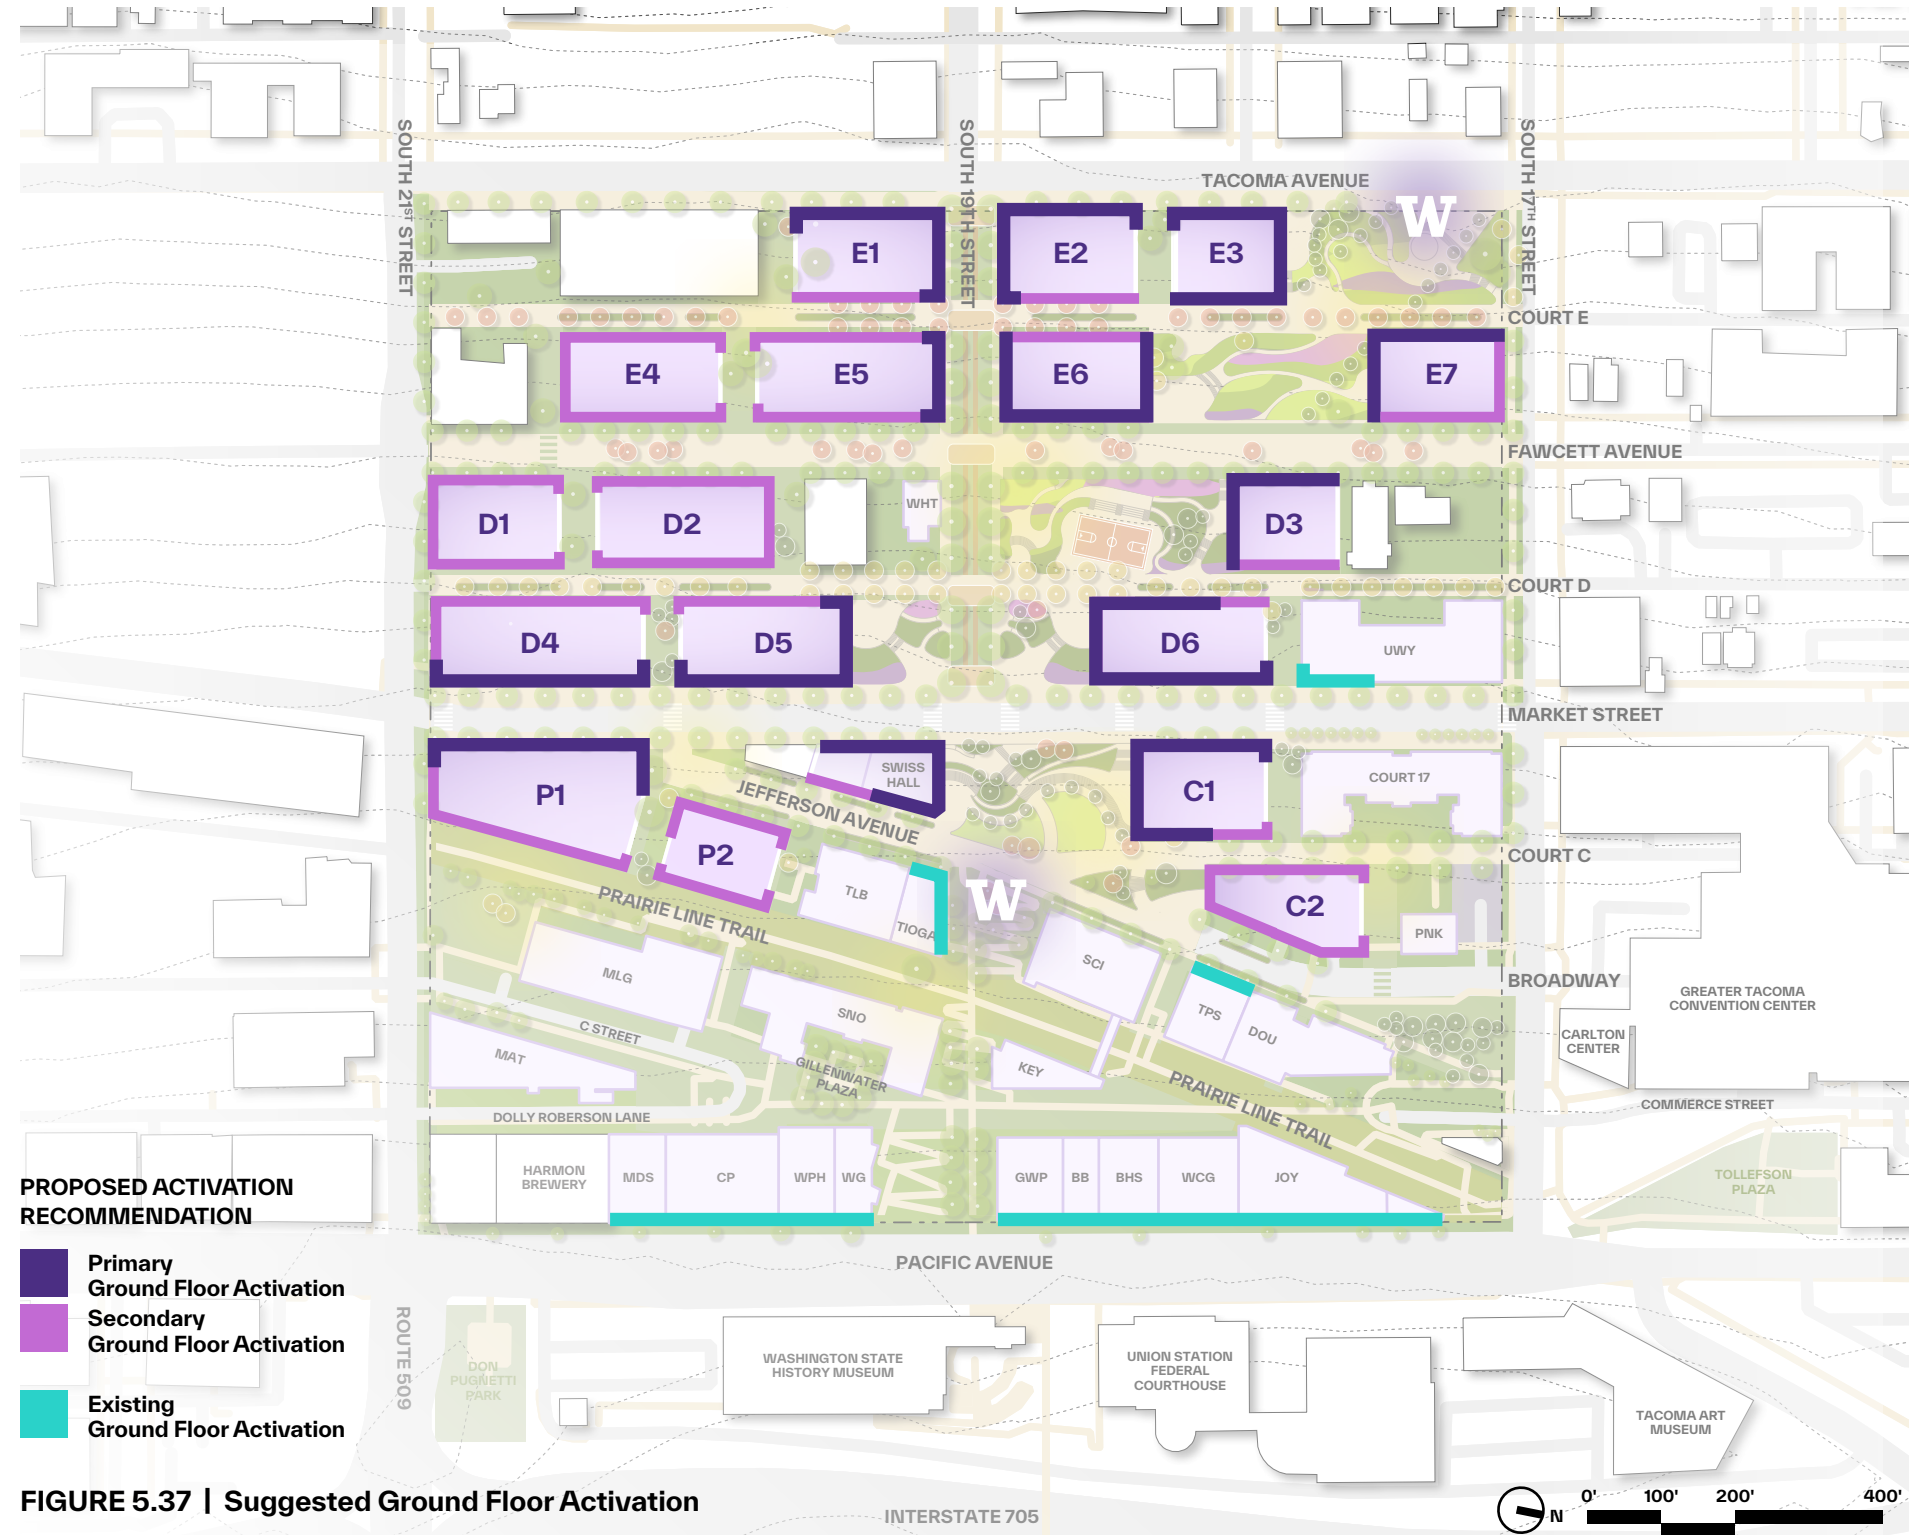 SOUTH 21ST STREET
SOUTH 19TH STREET
SOUTH 17TH STREET
TACOMA AVENUE
W
E1
E2
E3
COURT E
E4
E5
E6
E7
FAWCETT AVENUE
WHT
D1
D2
D3
COURT D
D4
D5
D6
UWY
MARKET STREET
P1
SWISS
HALL
C1
COURT 17
JEFFERSON AVENUE
P2
COURT C
TLB
TIOGA
W
C2
PNK
PRAIRIE LINE TRAIL
MLG
SCI
BROADWAY
GREATER TACOMA
CONVENTION CENTER
SNO
TPS
DOU
CARLTON
CENTER
C STREET
MAT
GILLENWATER
PLAZA
KEY
PRAIRIE LINE TRAIL
COMMERCE STREET
DOLLY ROBERSON LANE
HARMON
BREWERY
MDS
CP
WPH
WG
GWP
BB
BHS
WCG
JOY
TOLLEFSON
PLAZA
PACIFIC AVENUE
PROPOSED ACTIVATION
RECOMMENDATION
Primary
Ground Floor Activation
Secondary
Ground Floor Activation
Existing
Ground Floor Activation
ROUTE 509
DON
PUGNETTI
PARK
WASHINGTON STATE
HISTORY MUSEUM
UNION STATION
FEDERAL
COURTHOUSE
TACOMA ART
MUSEUM
FIGURE 5.37 | Suggested Ground Floor Activation
INTERSTATE 705
N
0' 100' 200' 400'